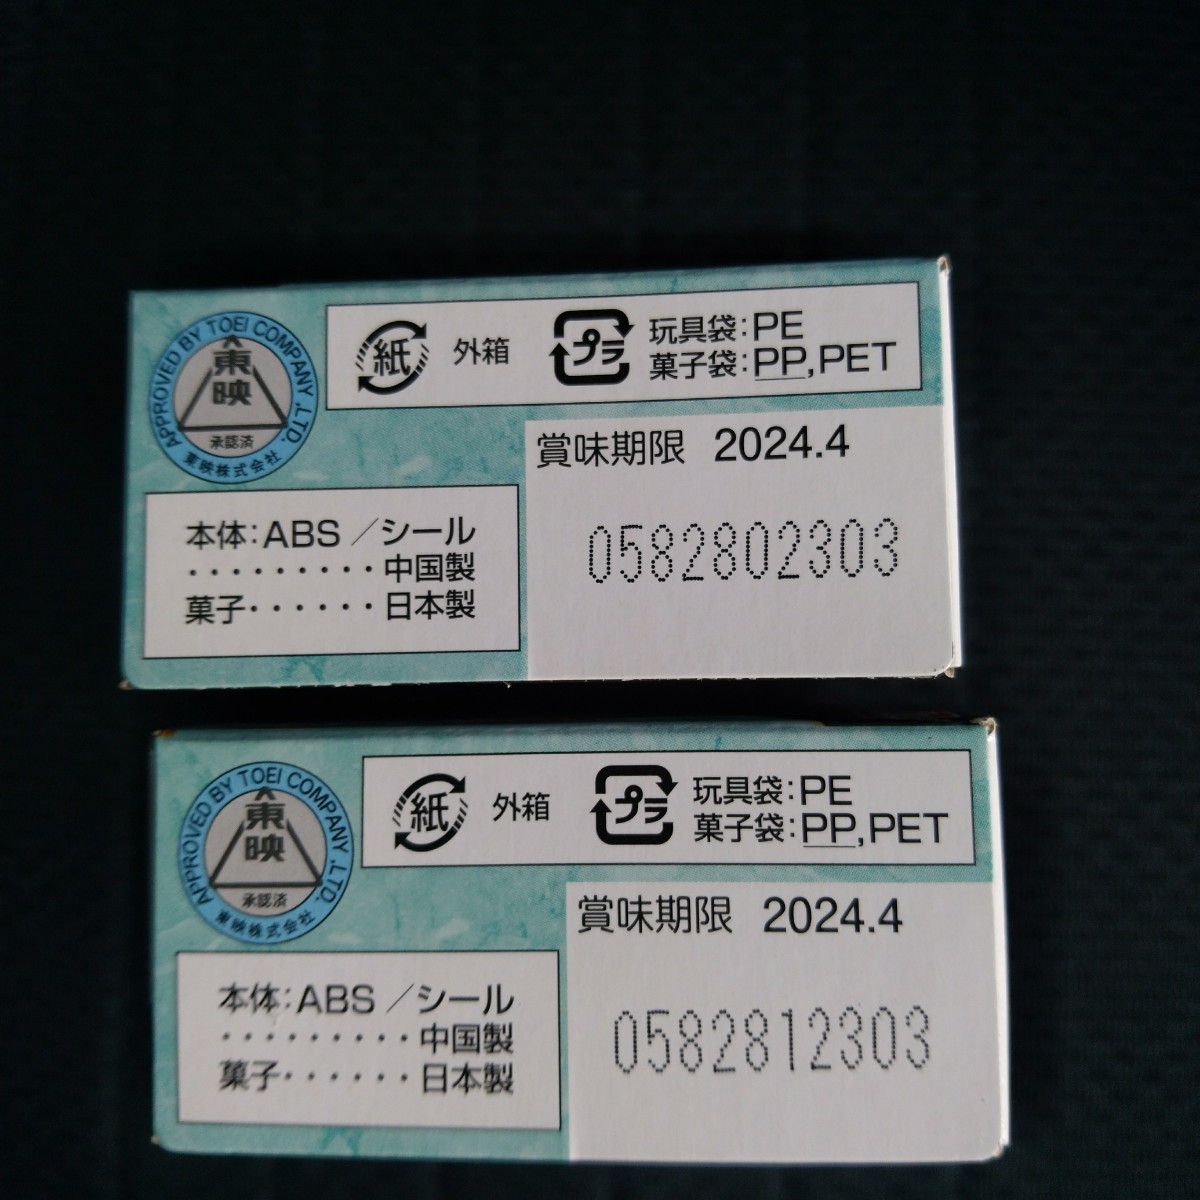 APPROVED BY TOEI COMPANY ,LTD.
東映
承認済
東映株式会社
紙 外箱
プラ 玩具袋:PE
菓子袋:PP,PET
賞味期限 2024.4
0582802303
本体:ABS/シール
・・・・・・・・・中国製
菓子・・・・・・日本製
APPROVED BY TOEI COMPANY ,LTD.
東映
承認済
東映株式会社
紙 外箱
プラ 玩具袋:PE
菓子袋:PP,PET
賞味期限 2024.4
0582812303
本体:ABS/シール
・・・・・・・・・中国製
菓子・・・・・・日本製